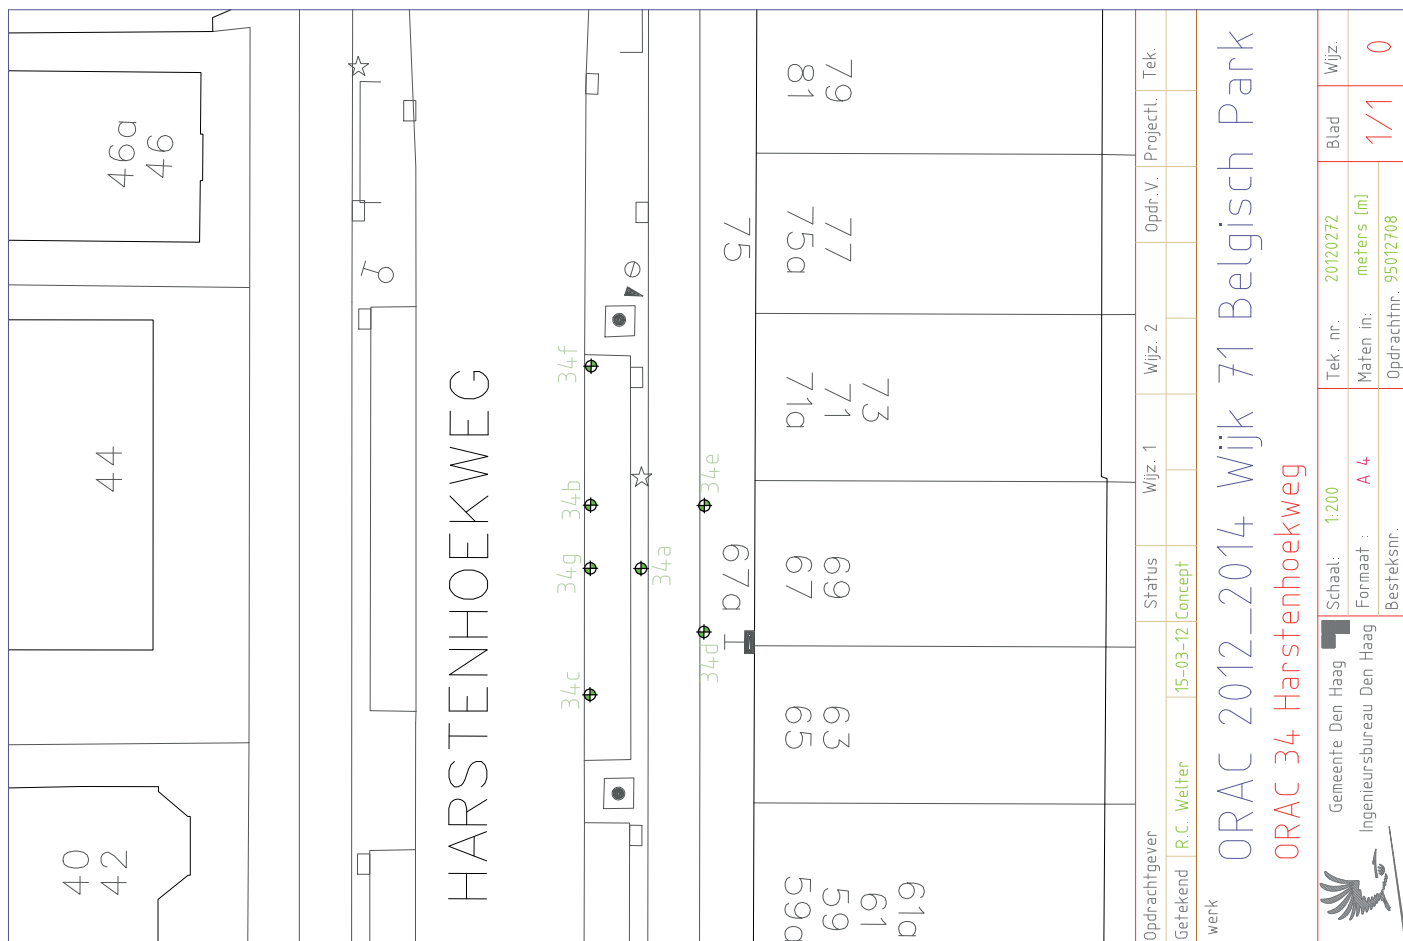 46a
46
44
40
42
HARSTENHOEKWEG
34f
34b
34g
34c
34a
34e
34d
79
81
75
77
75a
73
71
71a
67a
69
67
63
65
61a
61
59
59a
Opdrachtgever
Status
Wijz. 1
Wijz. 2
Opdr.V.
Projectl.
Tek.
Getekend R.C. Welter 15-03-12 Concept
werk
ORAC 2012_2014 Wijk 71 Belgisch Park
ORAC 34 Harstenhoekweg
Gemeente Den Haag
Ingenieursbureau Den Haag
Schaal: 1:200
Formaat : A 4
Besteksnr.
Tek. nr. 20120272
Maten in: meters [m]
Opdrachtnr. 95012708
Blad
1/1
Wijz.
0